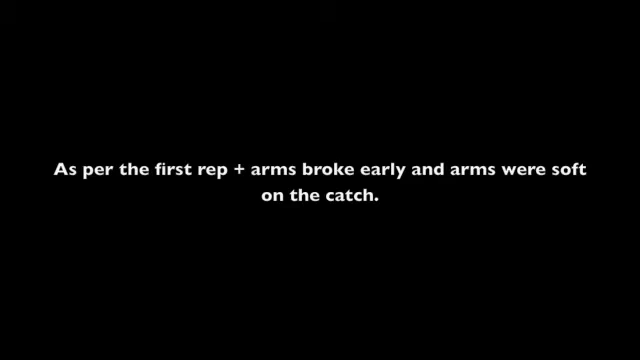 As per the first rep + arms broke early and arms were soft
on the catch.